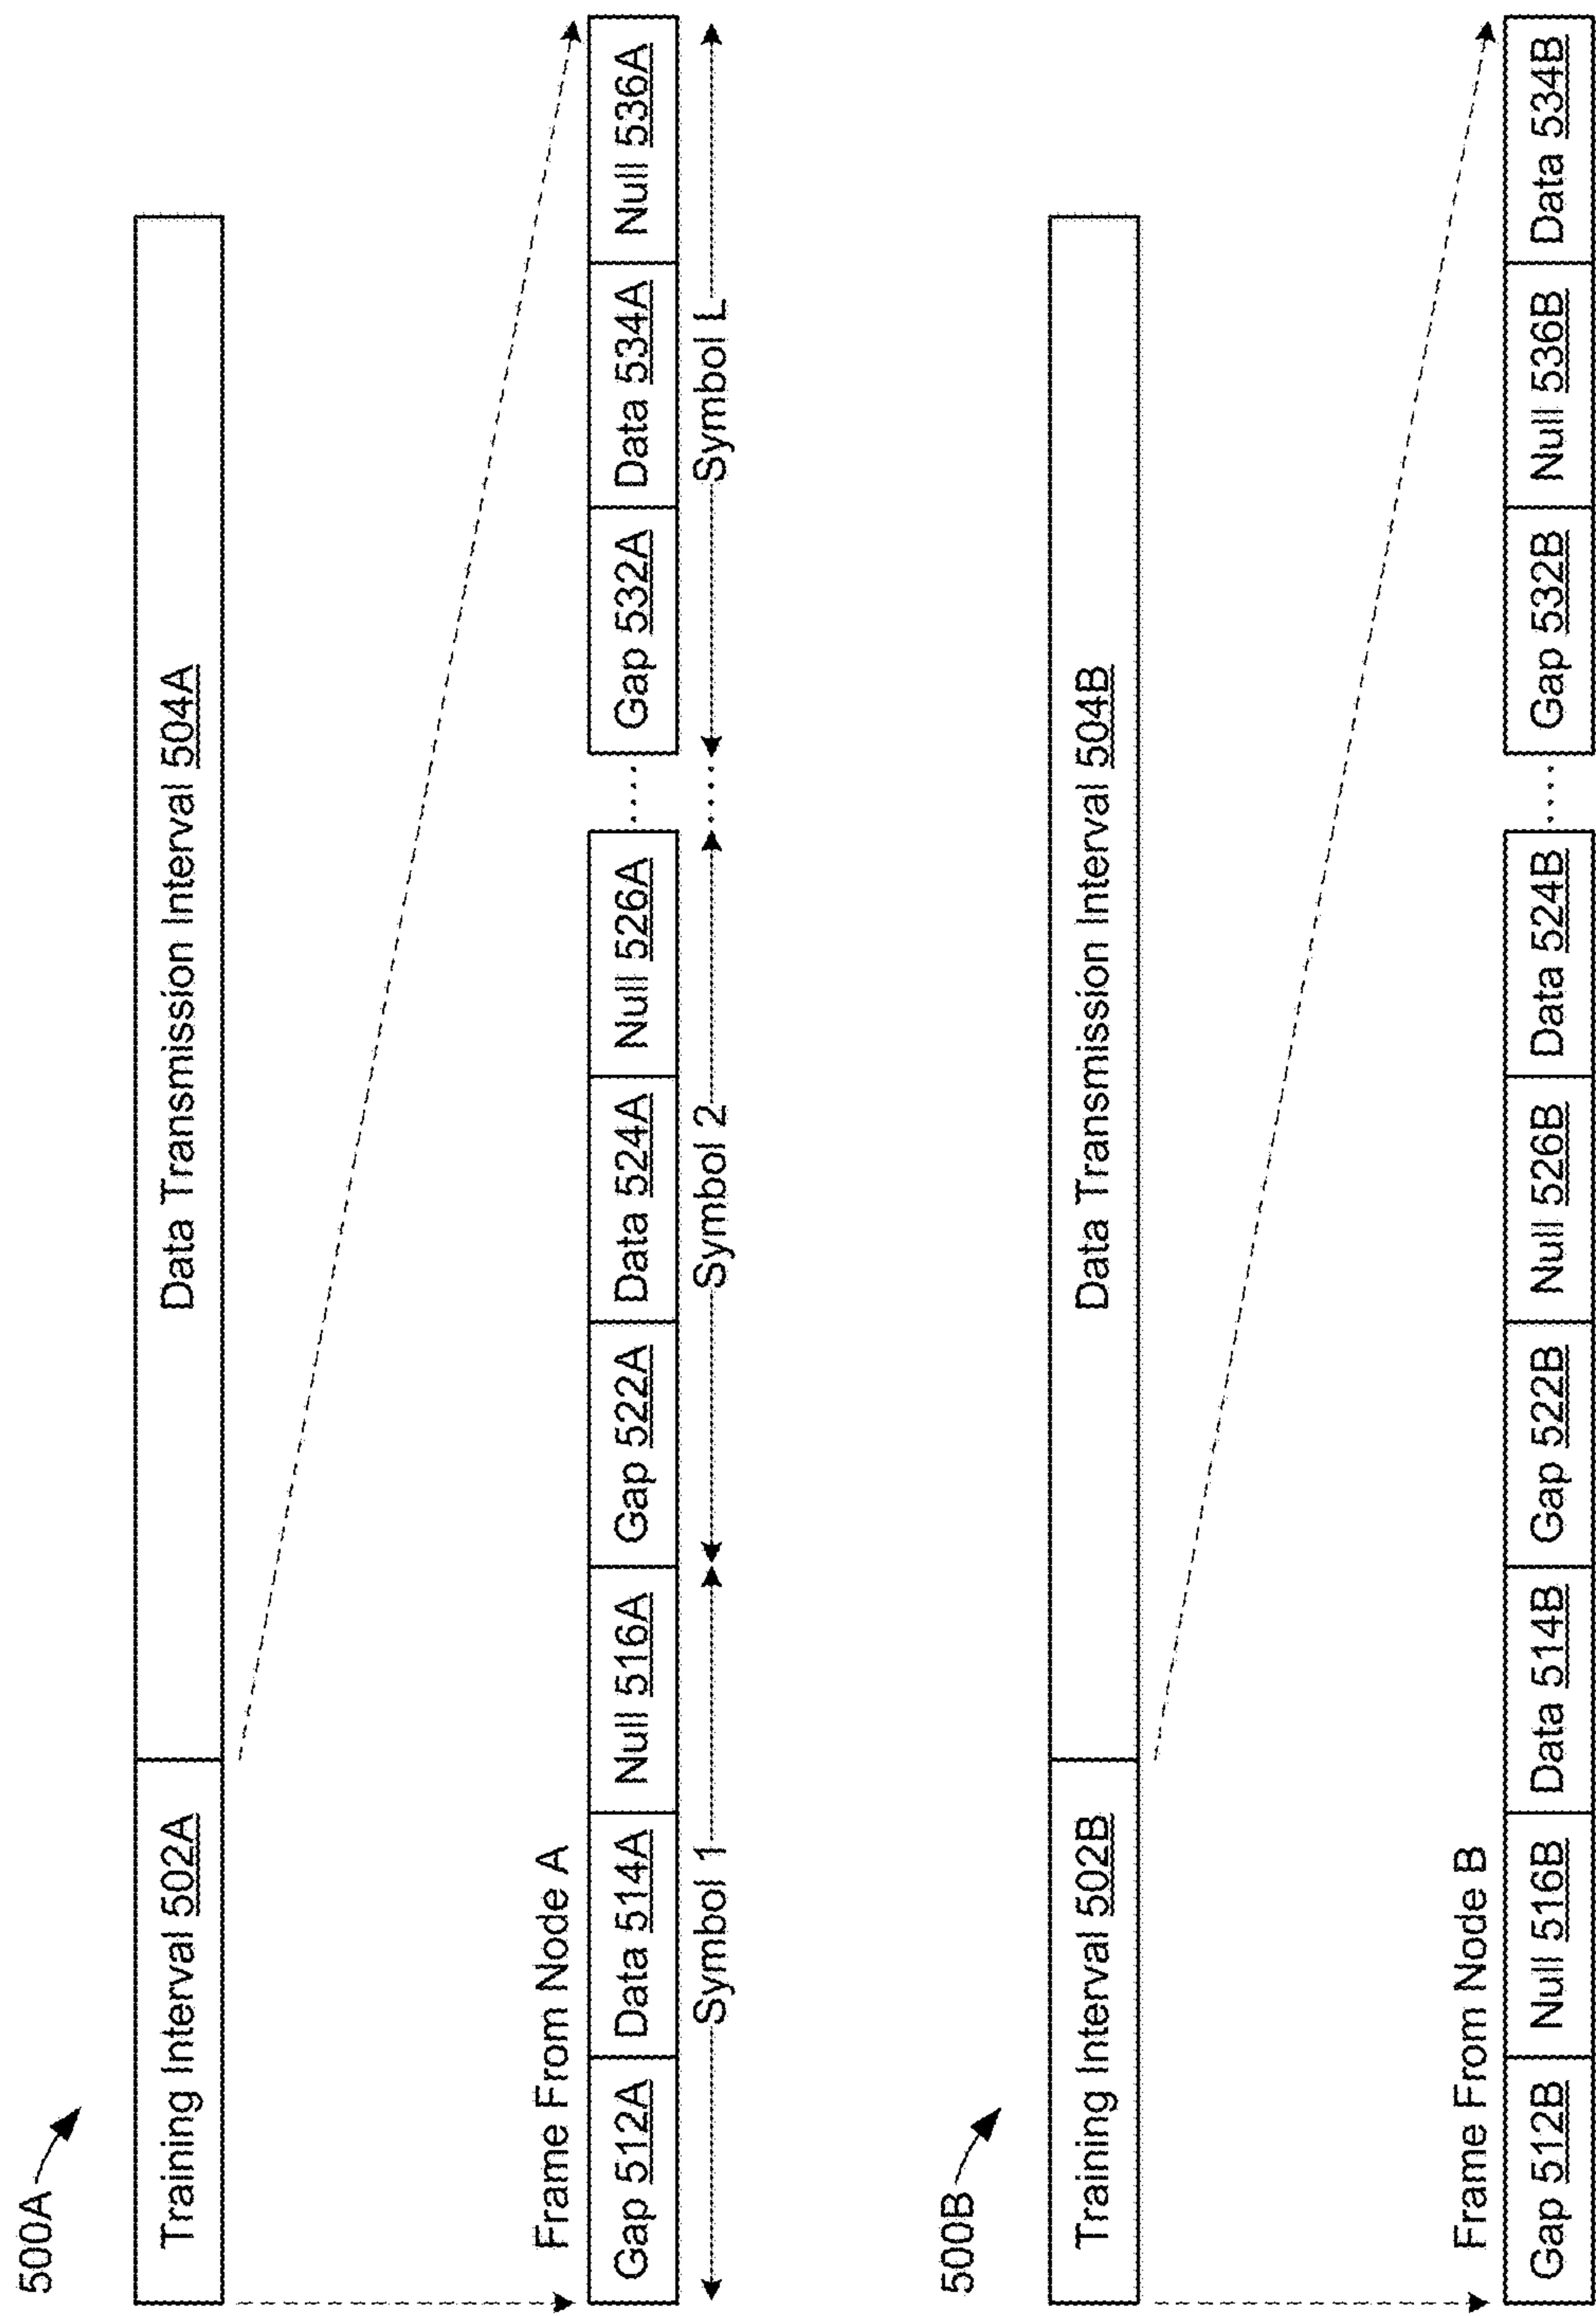 500A
Training Interval 502A Data Transmission Interval 504A
Frame From Node A
Gap 512A Data 514A Null 516A Gap 522A Data 524A Null 526A .... Gap 532A Data 534A Null 536A
Symbol 1 Symbol 2 .... Symbol L
500B
Training Interval 502B Data Transmission Interval 504B
Frame From Node B
Gap 512B Null 516B Data 514B Gap 522B Null 526B Data 524B .... Gap 532B Null 536B Data 534B